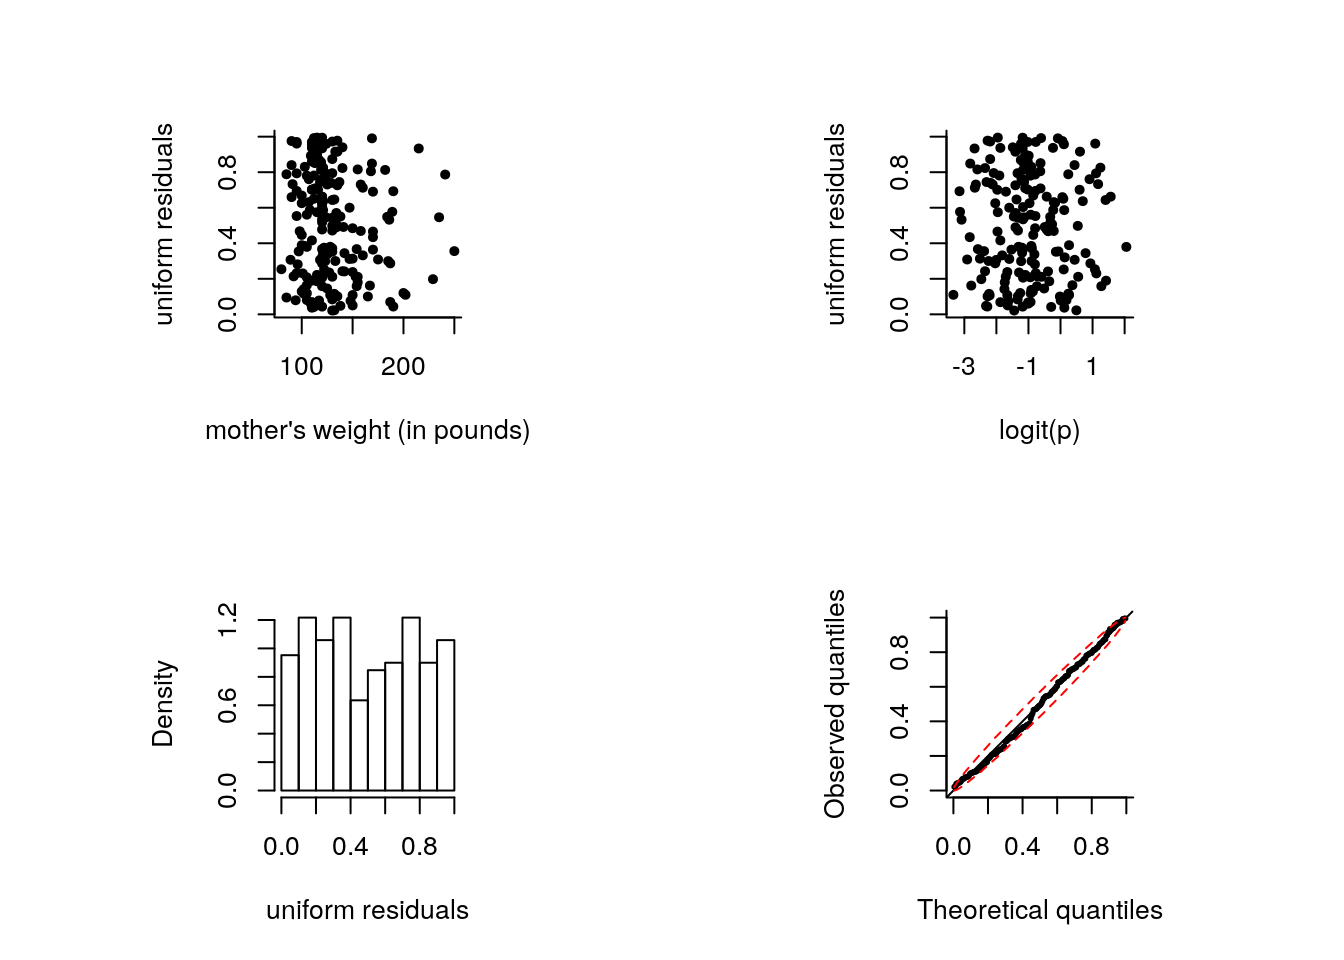 uniform residuals
0.0 0.4 0.8
100 200
mother's weight (in pounds)
uniform residuals
0.0 0.4 0.8
-3 -1 1
logit(p)
Density
0.0 0.6 1.2
0.0 0.4 0.8
uniform residuals
Observed quantiles
0.0 0.4 0.8
0.0 0.4 0.8
Theoretical quantiles